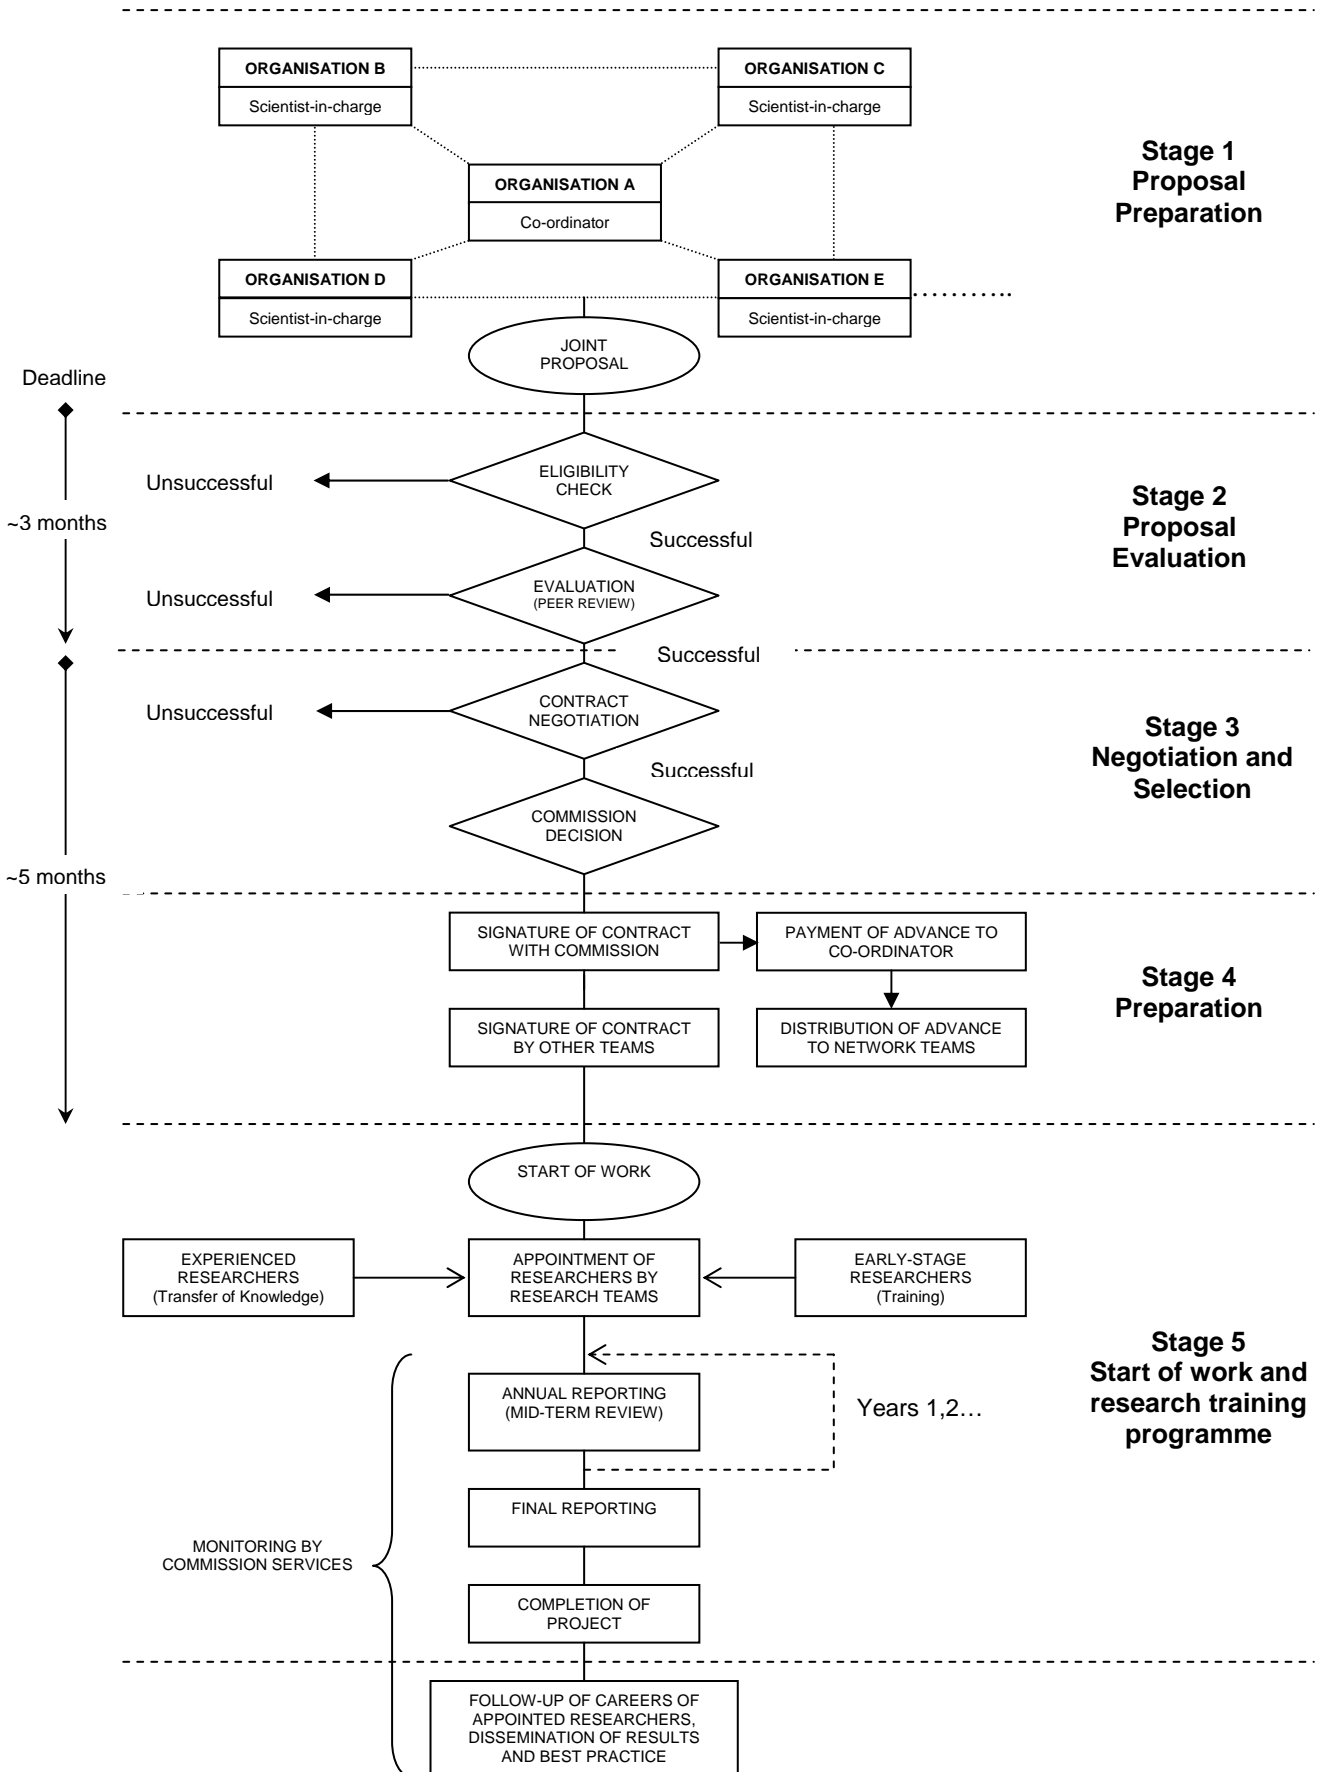 ORGANISATION B
Scientist-in-charge
ORGANISATION C
Scientist-in-charge
ORGANISATION A
Co-ordinator
ORGANISATION D
Scientist-in-charge
ORGANISATION E
Scientist-in-charge
...........
Stage 1
Proposal
Preparation
JOINT
PROPOSAL
Deadline
~3 months
ELIGIBILITY
CHECK
Unsuccessful
Successful
EVALUATION
(PEER REVIEW)
Unsuccessful
Successful
Stage 2
Proposal
Evaluation
CONTRACT
NEGOTIATION
Unsuccessful
Successful
COMMISSION
DECISION
Stage 3
Negotiation and
Selection
~5 months
SIGNATURE OF CONTRACT
WITH COMMISSION
PAYMENT OF ADVANCE TO
CO-ORDINATOR
SIGNATURE OF CONTRACT
BY OTHER TEAMS
DISTRIBUTION OF ADVANCE
TO NETWORK TEAMS
Stage 4
Preparation
START OF WORK
EXPERIENCED
RESEARCHERS
(Transfer of Knowledge)
APPOINTMENT OF
RESEARCHERS BY
RESEARCH TEAMS
EARLY-STAGE
RESEARCHERS
(Training)
ANNUAL REPORTING
(MID-TERM REVIEW)
Years 1,2…
Stage 5
Start of work and
research training
programme
FINAL REPORTING
MONITORING BY
COMMISSION SERVICES
COMPLETION OF
PROJECT
FOLLOW-UP OF CAREERS OF
APPOINTED RESEARCHERS,
DISSEMINATION OF RESULTS
AND BEST PRACTICE